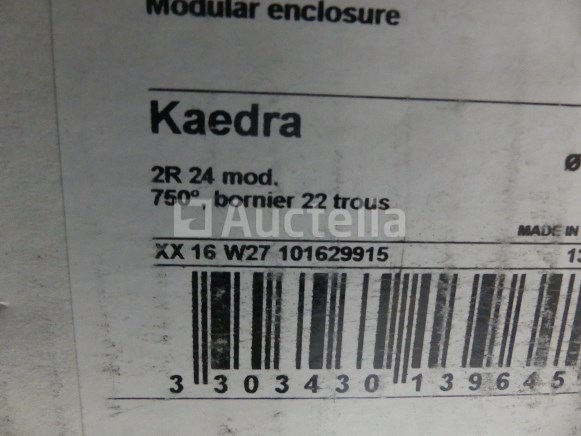 Modular enclosure
Kaedra
2R 24 mod.
750°, bornier 22 trous
Auctelia
MADE IN
XX 16 W27 101629915
13
3 303430 139645